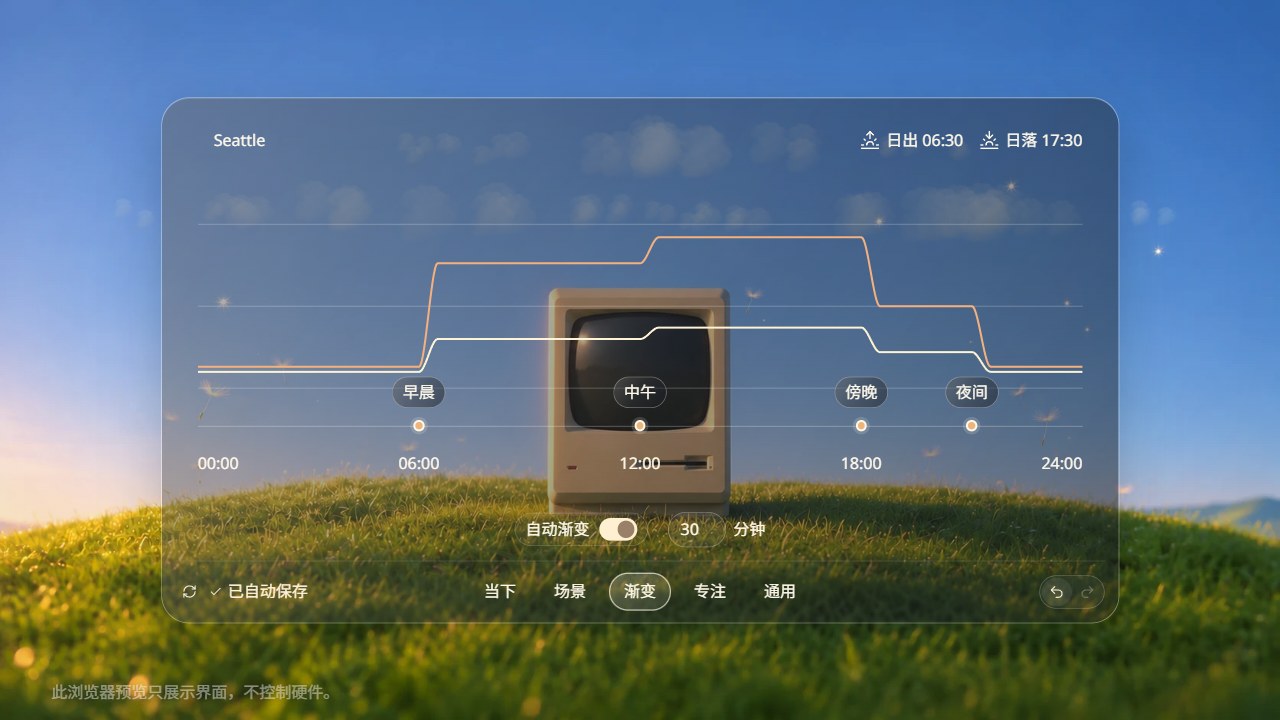 Seattle
日出 06:30 日落 17:30
早晨 中午 傍晚 夜间
00:00 06:00 12:00 18:00 24:00
自动渐变 30 分钟
已自动保存 当下 场景 渐变 专注 通用
此浏览器预览只展示界面，不控制硬件。